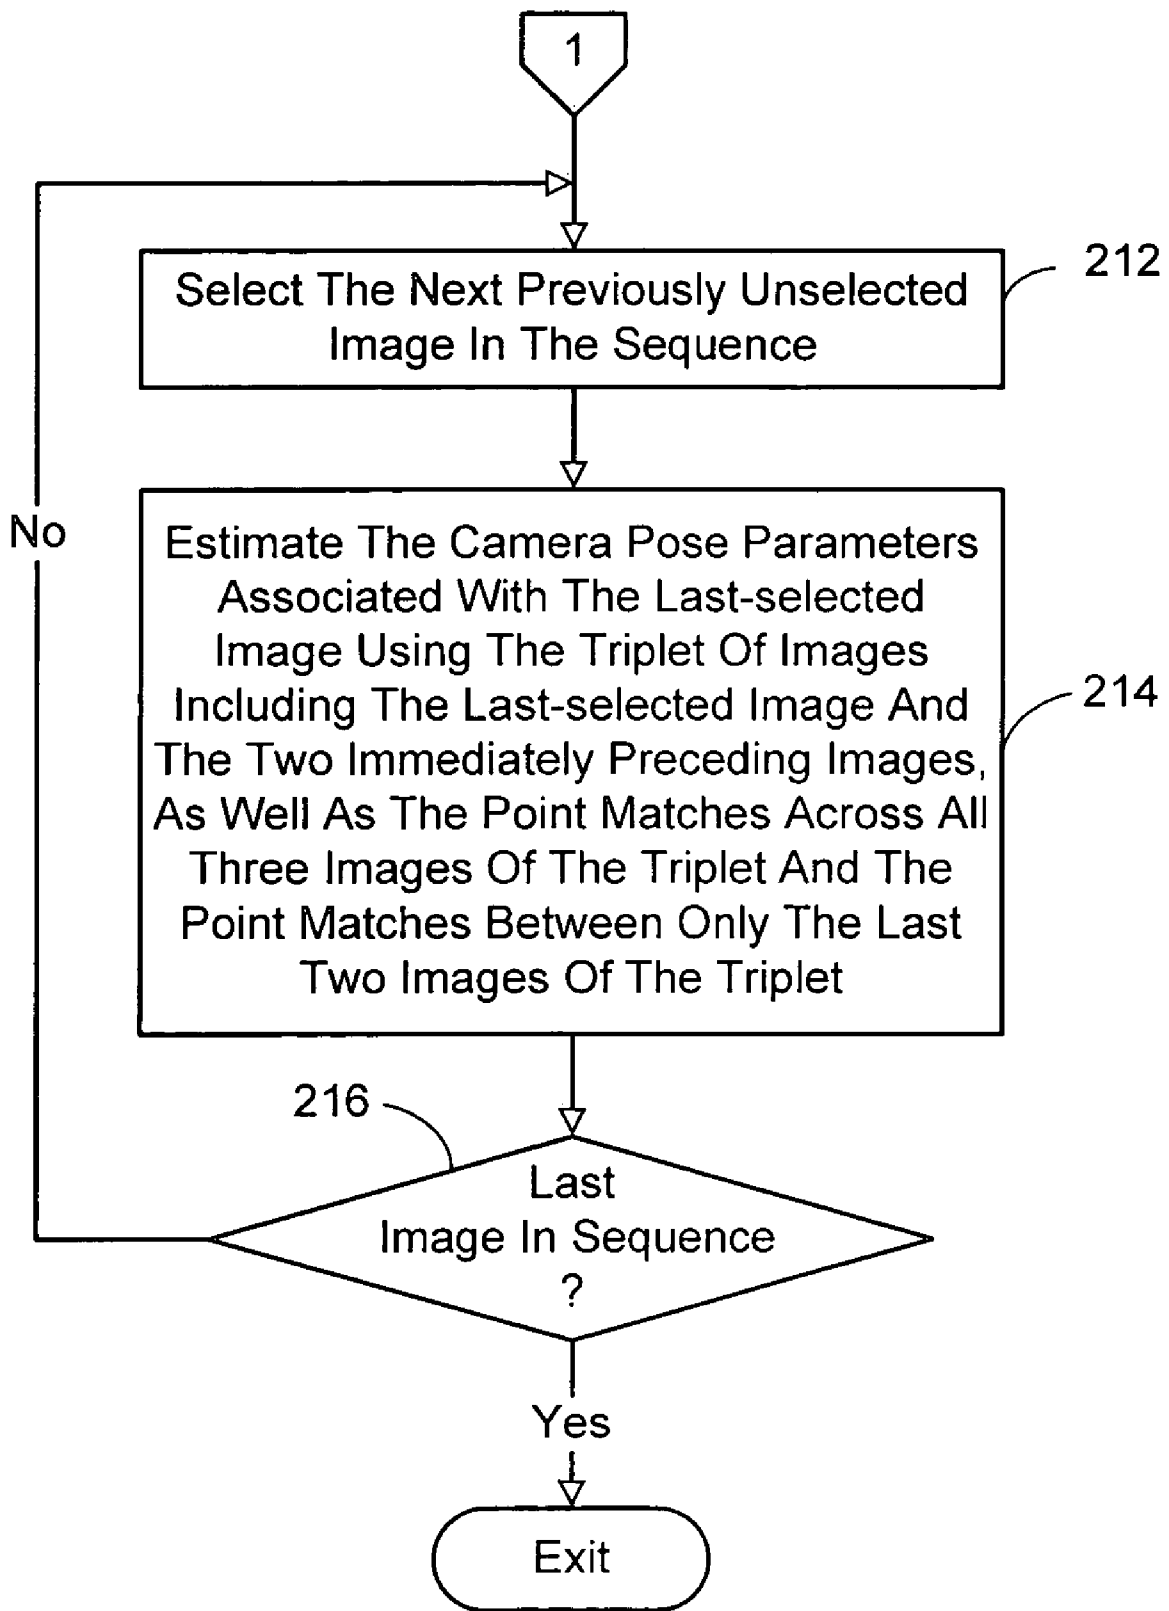 1
Select The Next Previously Unselected
Image In The Sequence
212
No
Estimate The Camera Pose Parameters
Associated With The Last-selected
Image Using The Triplet Of Images
Including The Last-selected Image And
The Two Immediately Preceding Images,
As Well As The Point Matches Across All
Three Images Of The Triplet And The
Point Matches Between Only The Last
Two Images Of The Triplet
214
216
Last
Image In Sequence
?
Yes
Exit